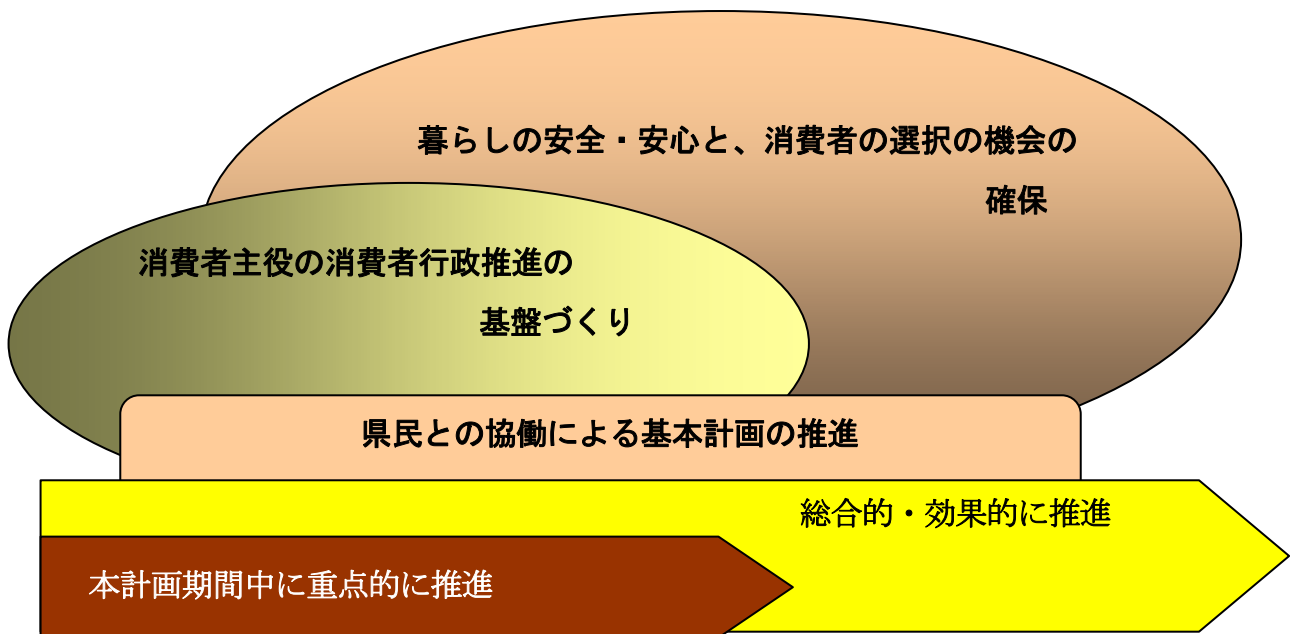 暮らしの安全・安心と、消費者の選択の機会の
確保
消費者主役の消費者行政推進の
基盤づくり
県民との協働による基本計画の推進
総合的・効果的に推進
本計画期間中に重点的に推進